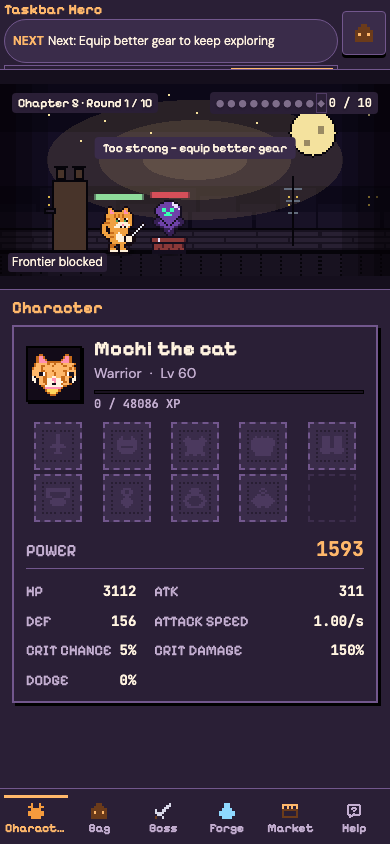 Taskbar Hero
NEXT Next: Equip better gear to keep exploring
Chapter 8 · Round 1 / 10
0 / 10
Too strong - equip better gear
Frontier blocked
Character
Mochi the cat
Warrior · Lv 60
0 / 48086 XP
POWER 1593
HP 3112 ATK 311
DEF 156 ATTACK SPEED 1.00/s
CRIT CHANCE 5% CRIT DAMAGE 150%
DODGE 0%
Charact... Bag Boss Forge Market Help